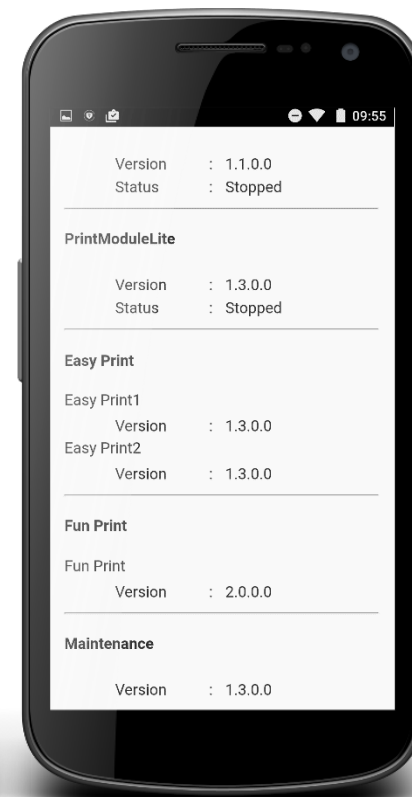 09:55
Version : 1.1.0.0
Status : Stopped
PrintModuleLite
Version : 1.3.0.0
Status : Stopped
Easy Print
Easy Print1
Version : 1.3.0.0
Easy Print2
Version : 1.3.0.0
Fun Print
Fun Print
Version : 2.0.0.0
Maintenance
Version : 1.3.0.0